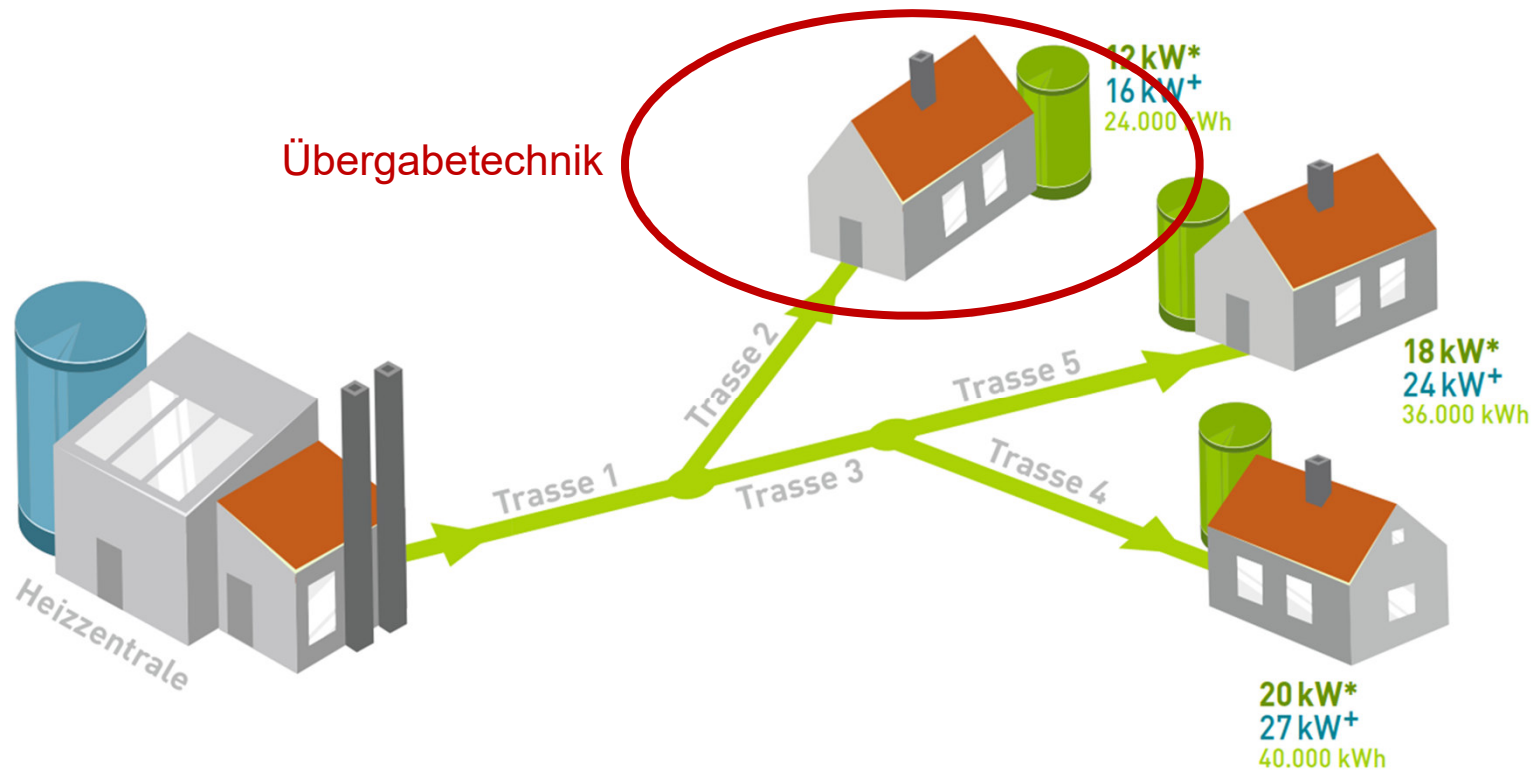 12 kW*
16 kW+
24.000 kWh
Übergabetechnik
Trasse 2
Trasse 5
18 kW*
24 kW+
36.000 kWh
Trasse 1
Trasse 3
Trasse 4
Heizzentrale
20 kW*
27 kW+
40.000 kWh